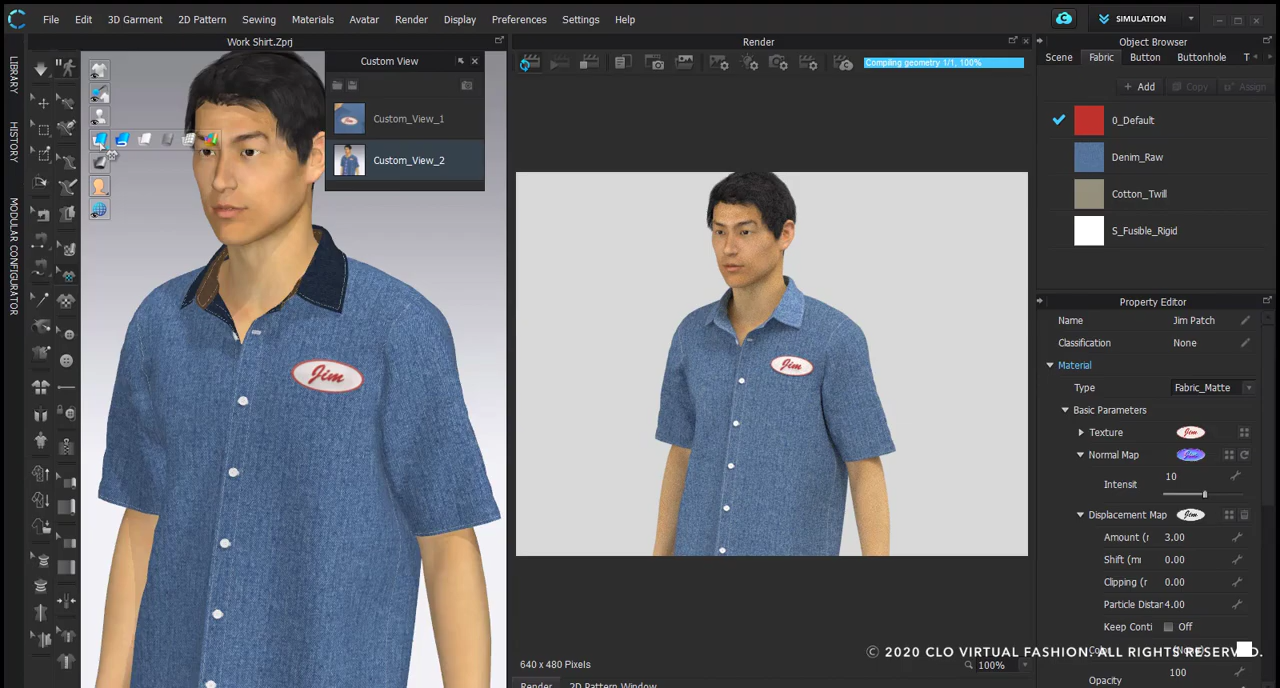 File Edit 3D Garment 2D Pattern Sewing Materials Avatar Render Display Preferences Settings Help
SIMULATION
Work Shirt.Zprj
Render
Object Browser
LIBRARY
HISTORY
MODULAR CONFIGURATOR
Custom View
Custom_View_1
Custom_View_2
Compiling geometry 1/1, 100%
Scene Fabric Button Buttonhole T
+ Add Copy Assign
0_Default
Denim_Raw
Cotton_Twill
S_Fusible_Rigid
Property Editor
Name Jim Patch
Classification None
Material
Type Fabric_Matte
Basic Parameters
Texture
Normal Map
Intensit 10
Displacement Map
Amount (r 3.00
Shift (mi 0.00
Clipping (r 0.00
Particle Distar 4.00
Keep Conti Off
Opacity 100
Jim
Jim
640 x 480 Pixels
100%
Render 2D Pattern Window
© 2020 CLO VIRTUAL FASHION. ALL RIGHTS RESERVED.